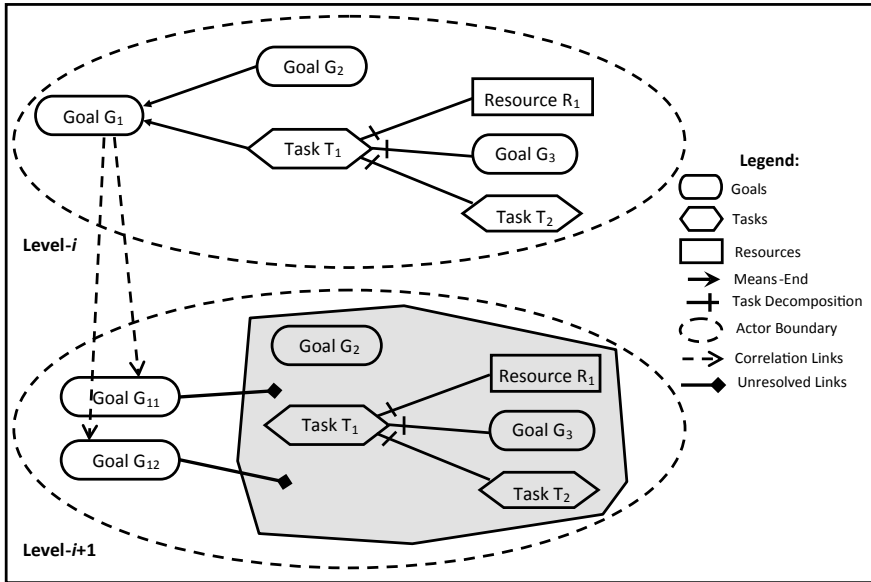 Goal G₂
Goal G₁
Resource R₁
Task T₁
Goal G₃
Task T₂
Level-i
Legend:
Goals
Tasks
Resources
Means-End
Task Decomposition
Actor Boundary
Correlation Links
Unresolved Links
Goal G₂
Resource R₁
Goal G₁₁
Task T₁
Goal G₃
Goal G₁₂
Task T₂
Level-i+1